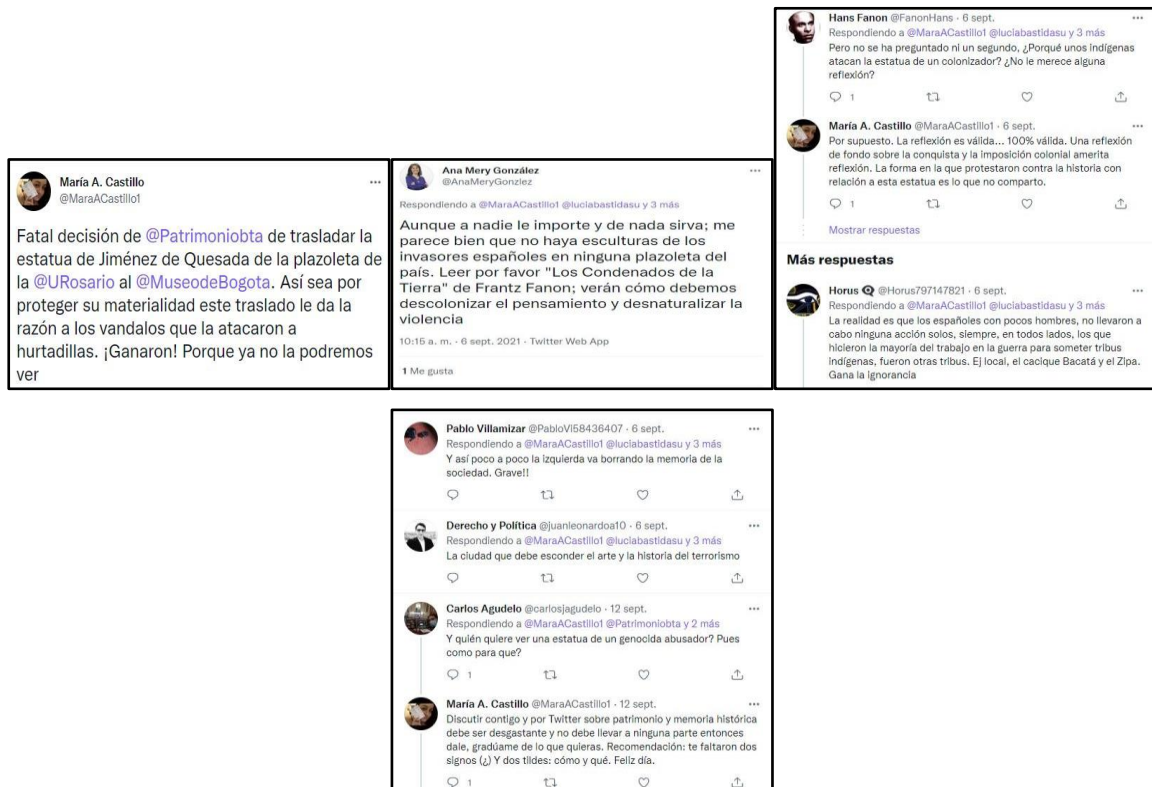 María A. Castillo
@MaraACastillo1
Fatal decisión de @Patrimoniobta de trasladar la
estatua de Jiménez de Quesada de la plazoleta de
la @URosario al @MuseodeBogota. Así sea por
proteger su materialidad este traslado le da la
razón a los vandalos que la atacaron a
hurtadillas. ¡Ganaron! Porque ya no la podremos
ver
Ana Mery González
@AnaMeryGonzlez
Respondiendo a @MaraACastillo1 @luciabastidasu y 3 más
Aunque a nadie le importe y de nada sirva; me
parece bien que no haya esculturas de los
invasores españoles en ninguna plazoleta del
país. Leer por favor "Los Condenados de la
Tierra" de Frantz Fanon; verán cómo debemos
descolonizar el pensamiento y desnaturalizar la
violencia
10:15 a. m. · 6 sept. 2021 · Twitter Web App
1 Me gusta
Hans Fanon @FanonHans · 6 sept.
Respondiendo a @MaraACastillo1 @luciabastidasu y 3 más
Pero no se ha preguntado ni un segundo, ¿Porqué unos indígenas
atacan la estatua de un colonizador? ¿No le merece alguna
reflexión?
1
María A. Castillo @MaraACastillo1 · 6 sept.
Por supuesto. La reflexión es válida... 100% válida. Una reflexión
de fondo sobre la conquista y la imposición colonial amerita
reflexión. La forma en la que protestaron contra la historia con
relación a esta estatua es lo que no comparto.
1
Mostrar respuestas
Más respuestas
Horus @Horus797147821 · 6 sept.
Respondiendo a @MaraACastillo1 @luciabastidasu y 3 más
La realidad es que los españoles con pocos hombres, no llevaron a
cabo ninguna acción solos, siempre, en todos lados, los que
hicieron la mayoría del trabajo en la guerra para someter tribus
indígenas, fueron otras tribus. Ej local, el cacique Bacatá y el Zipa.
Gana la ignorancia
Pablo Villamizar @PabloVl58436407 · 6 sept.
Respondiendo a @MaraACastillo1 @luciabastidasu y 3 más
Y así poco a poco la izquierda va borrando la memoria de la
sociedad. Grave!!
Derecho y Política @juanleonardoa10 · 6 sept.
Respondiendo a @MaraACastillo1 @luciabastidasu y 3 más
La ciudad que debe esconder el arte y la historia del terrorismo
Carlos Agudelo @carlosjagudelo · 12 sept.
Respondiendo a @MaraACastillo1 @Patrimoniobta y 2 más
Y quién quiere ver una estatua de un genocida abusador? Pues
como para que?
1
María A. Castillo @MaraACastillo1 · 12 sept.
Discutir contigo y por Twitter sobre patrimonio y memoria histórica
debe ser desgastante y no debe llevar a ninguna parte entonces
dale, gradúame de lo que quieras. Recomendación: te faltaron dos
signos (¿) Y dos tildes: cómo y qué. Feliz día.
1